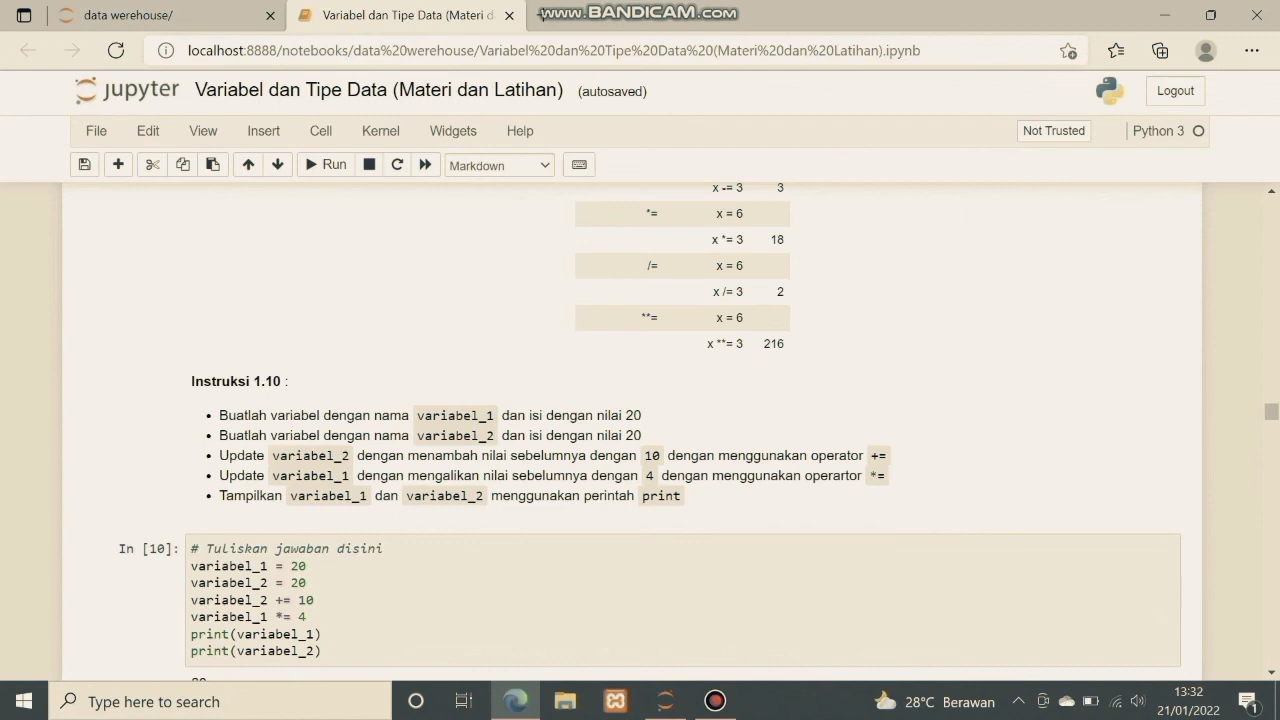 data werehouse/
Variabel dan Tipe Data (Materi d
www.BANDICAM.com
localhost:8888/notebooks/data%20werehouse/Variabel%20dan%20Tipe%20Data%20(Materi%20dan%20Latihan).ipynb
jupyter Variabel dan Tipe Data (Materi dan Latihan) (autosaved) Logout
File Edit View Insert Cell Kernel Widgets Help Not Trusted Python 3
Run Markdown
x -= 3 3
*= x = 6
x *= 3 18
/= x = 6
x /= 3 2
**= x = 6
x **= 3 216
Instruksi 1.10 :
• Buatlah variabel dengan nama variabel_1 dan isi dengan nilai 20
• Buatlah variabel dengan nama variabel_2 dan isi dengan nilai 20
• Update variabel_2 dengan menambah nilai sebelumnya dengan 10 dengan menggunakan operator +=
• Update variabel_1 dengan mengalikan nilai sebelumnya dengan 4 dengan menggunakan operartor *=
• Tampilkan variabel_1 dan variabel_2 menggunakan perintah print
In [10]: # Tuliskan jawaban disini
variabel_1 = 20
variabel_2 = 20
variabel_2 += 10
variabel_1 *= 4
print(variabel_1)
print(variabel_2)
Type here to search
28°C Berawan
13:32
21/01/2022
1